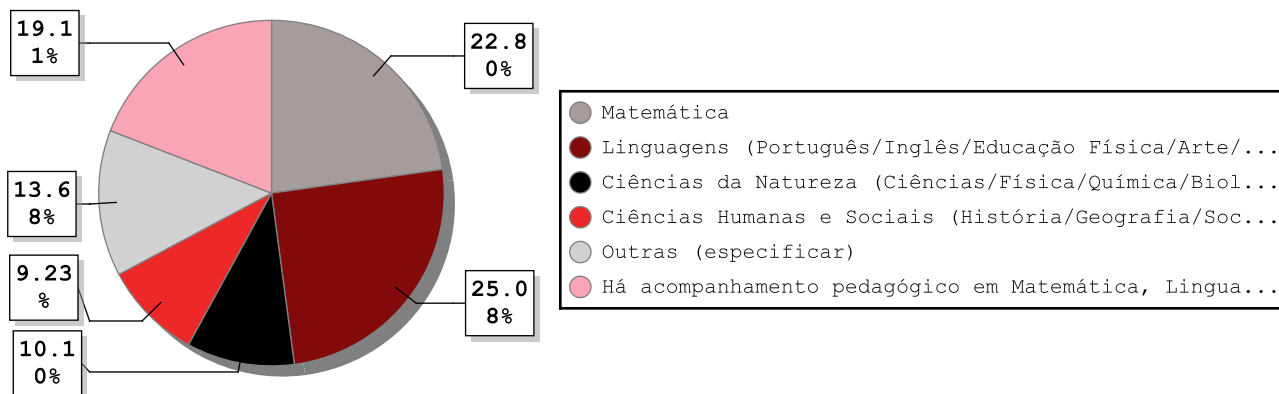 19.1
1%
22.8
0%
13.6
8%
9.23
%
10.1
0%
25.0
8%
Matemática
Linguagens (Português/Inglês/Educação Física/Arte/...
Ciências da Natureza (Ciências/Física/Química/Biol...
Ciências Humanas e Sociais (História/Geografia/Soc...
Outras (especificar)
Há acompanhamento pedagógico em Matemática, Lingua...